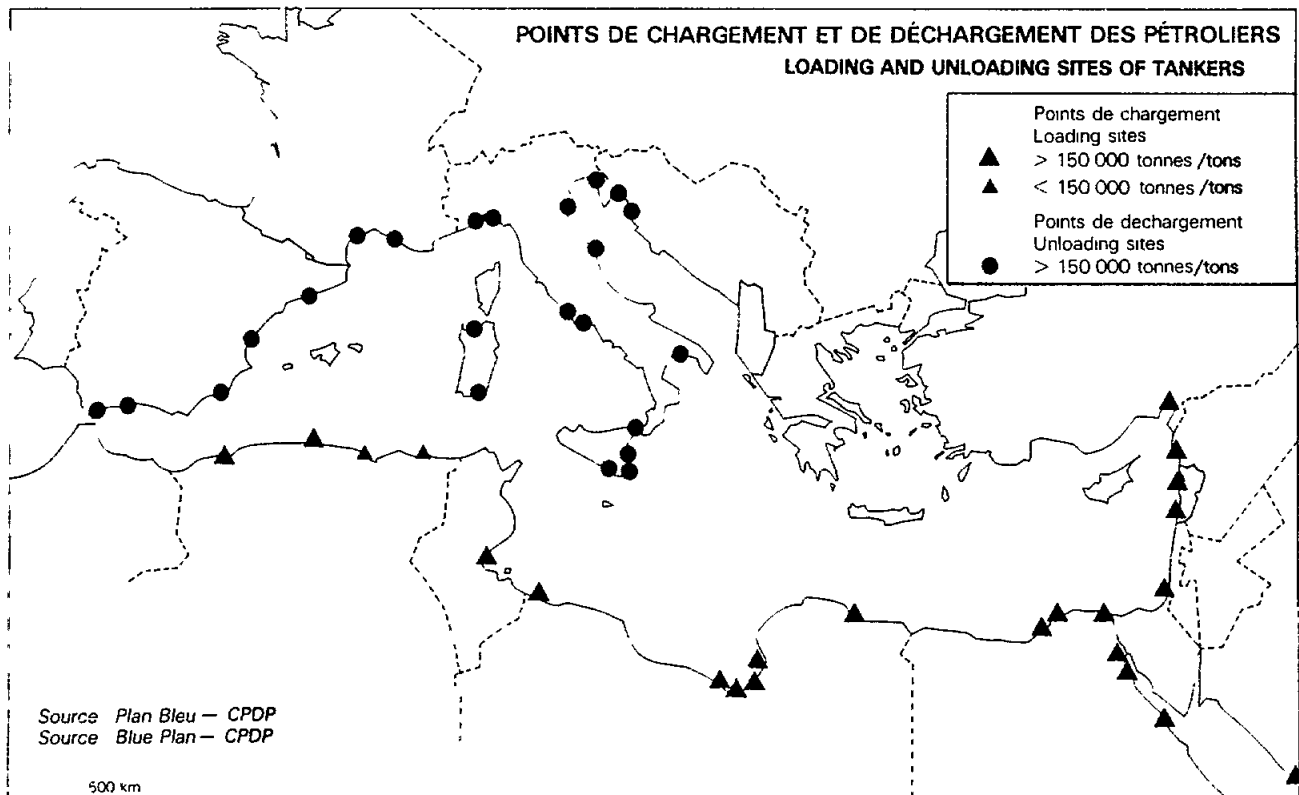 POINTS DE CHARGEMENT ET DE DÉCHARGEMENT DES PÉTROLIERS
LOADING AND UNLOADING SITES OF TANKERS
Points de chargement
Loading sites
> 150 000 tonnes /tons
< 150 000 tonnes /tons
Points de dechargement
Unloading sites
> 150 000 tonnes/tons
Source Plan Bleu — CPDP
Source Blue Plan — CPDP
500 km